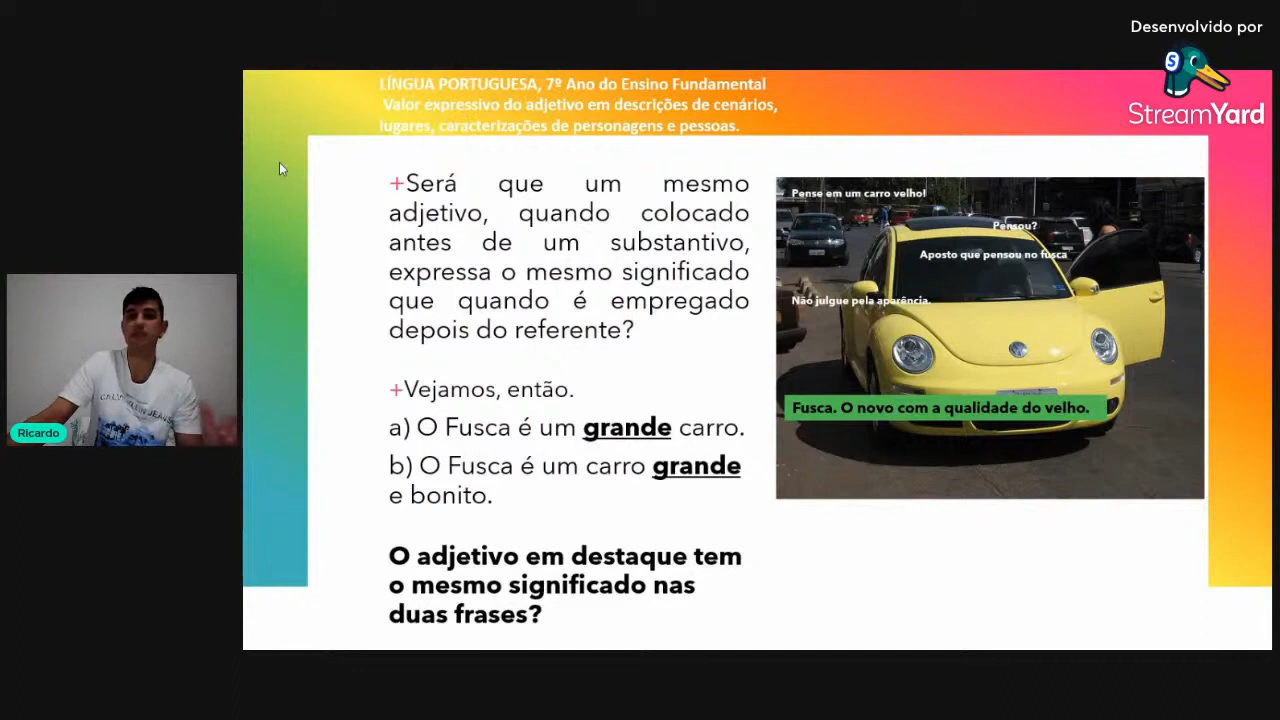 Desenvolvido por
StreamYard
LÍNGUA PORTUGUESA, 7º Ano do Ensino Fundamental
Valor expressivo do adjetivo em descrições de cenários,
lugares, caracterizações de personagens e pessoas.
+Será que um mesmo
adjetivo, quando colocado
antes de um substantivo,
expressa o mesmo significado
que quando é empregado
depois do referente?
+Vejamos, então.
a) O Fusca é um grande carro.
b) O Fusca é um carro grande
e bonito.
O adjetivo em destaque tem
o mesmo significado nas
duas frases?
Pense em um carro velho!
Pensou?
Aposto que pensou no fusca
Não julgue pela aparência.
Fusca. O novo com a qualidade do velho.
Ricardo